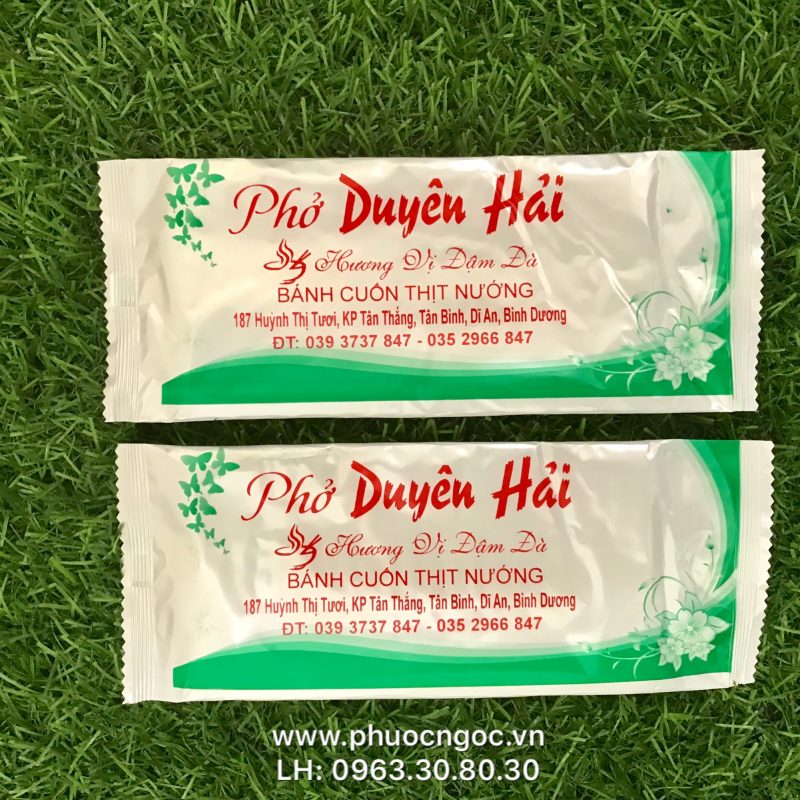 Phở Duyên Hải
Hương Vị Đậm Đà
BÁNH CUỐN THỊT NƯỚNG
187 Huỳnh Thị Tươi, KP Tân Thắng, Tân Bình, Dĩ An, Bình Dương
ĐT: 039 3737 847 - 035 2966 847
Phở Duyên Hải
Hương Vị Đậm Đà
BÁNH CUỐN THỊT NƯỚNG
187 Huỳnh Thị Tươi, KP Tân Thắng, Tân Bình, Dĩ An, Bình Dương
ĐT: 039 3737 847 - 035 2966 847
www.phuocngoc.vn
LH: 0963.30.80.30